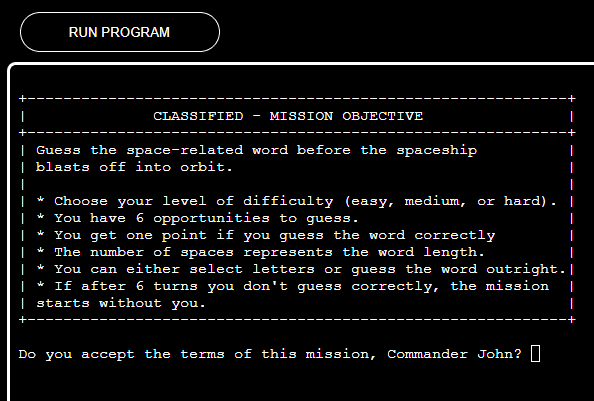 RUN PROGRAM
CLASSIFIED - MISSION OBJECTIVE
Guess the space-related word before the spaceship
blasts off into orbit.
* Choose your level of difficulty (easy, medium, or hard).
* You have 6 opportunities to guess.
* You get one point if you guess the word correctly
* The number of spaces represents the word length.
* You can either select letters or guess the word outright.
* If after 6 turns you don't guess correctly, the mission
starts without you.
Do you accept the terms of this mission, Commander John?